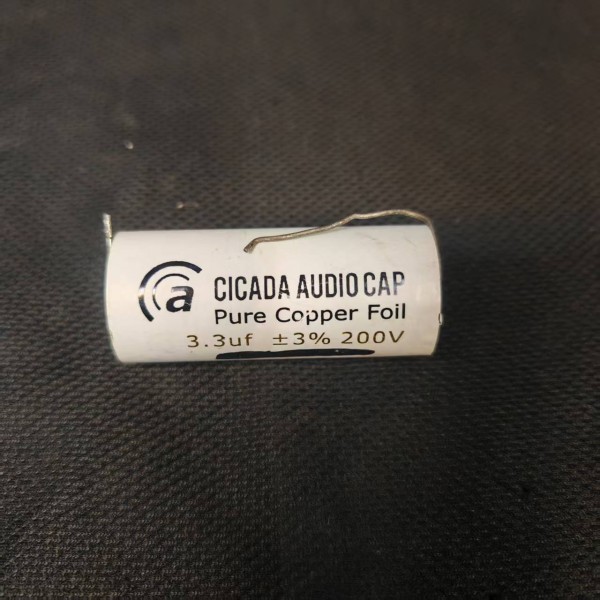 a CICADA AUDIO CAP
Pure Copper Foil
3.3uf ±3% 200V